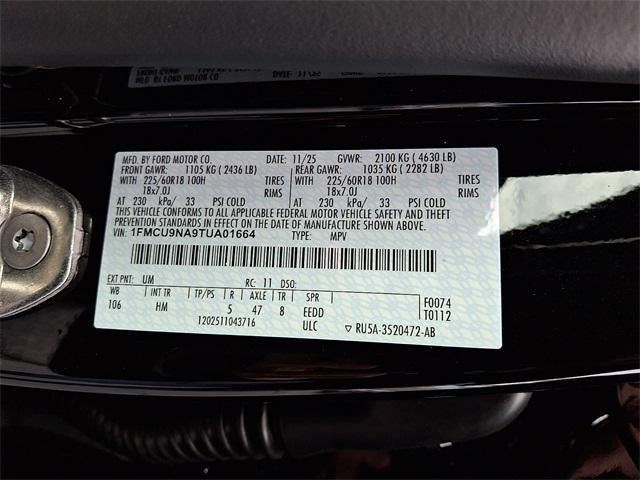 MFD. BY FORD MOTOR CO. DATE: 11/25 GVWR: 2100 KG ( 4630 LB)
FRONT GAWR: 1105 KG ( 2436 LB) REAR GAWR: 1035 KG ( 2282 LB)
WITH 225/60R18 100H TIRES WITH 225/60R18 100H TIRES
18x7.0J RIMS 18x7.0J RIMS
AT 230 kPa/ 33 PSI COLD AT 230 kPa/ 33 PSI COLD
THIS VEHICLE CONFORMS TO ALL APPLICABLE FEDERAL MOTOR VEHICLE SAFETY AND THEFT
PREVENTION STANDARDS IN EFFECT ON THE DATE OF MANUFACTURE SHOWN ABOVE.
VIN: 1FMCU9NA9TUA01664 TYPE: MPV
EXT PNT: UM RC: 11 DSO:
WB INT TR TP/PS R AXLE TR SPR F0074
106 HM 5 47 8 EEDD T0112
1202511043716 ULC ▽ RU5A-3520472-AB